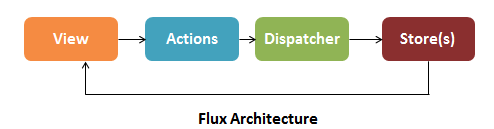 View Actions Dispatcher Store(s)
Flux Architecture